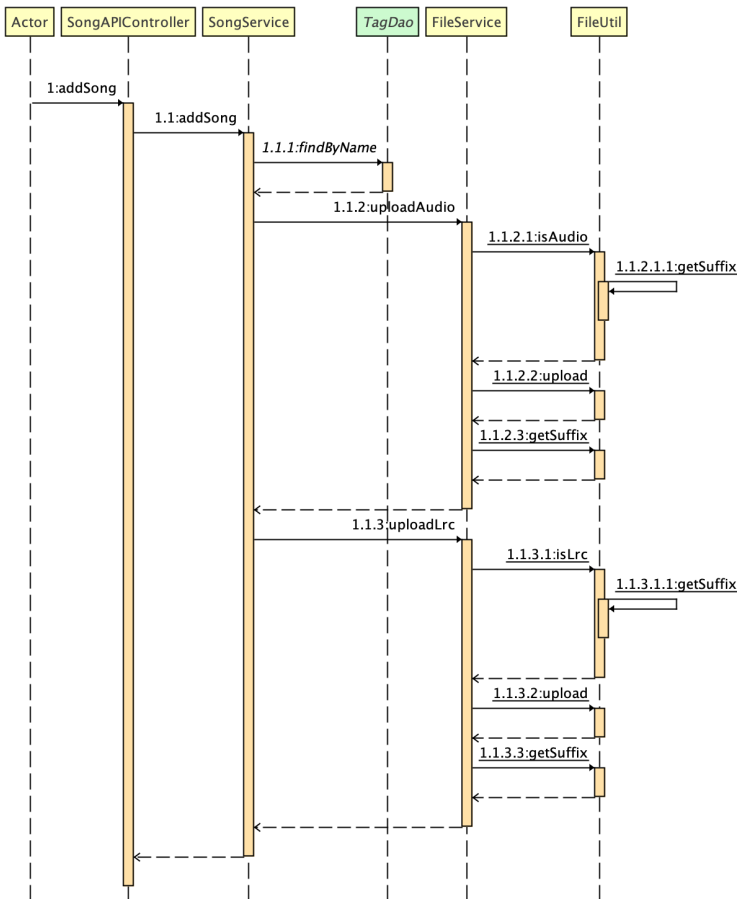 Actor SongAPIController SongService TagDao FileService FileUtil
1:addSong
1.1:addSong
1.1.1:findByName
1.1.2:uploadAudio
1.1.2.1:isAudio
1.1.2.1.1:getSuffix
1.1.2.2:upload
1.1.2.3:getSuffix
1.1.3:uploadLrc
1.1.3.1:isLrc
1.1.3.1.1:getSuffix
1.1.3.2:upload
1.1.3.3:getSuffix